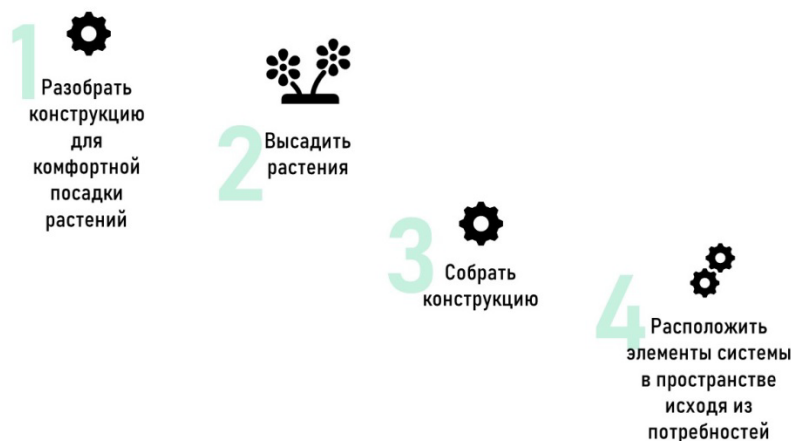 1
Разобрать
конструкцию
для
комфортной
посадки
растений
2
Высадить
растения
3
Собрать
конструкцию
4
Расположить
элементы системы
в пространстве
исходя из
потребностей